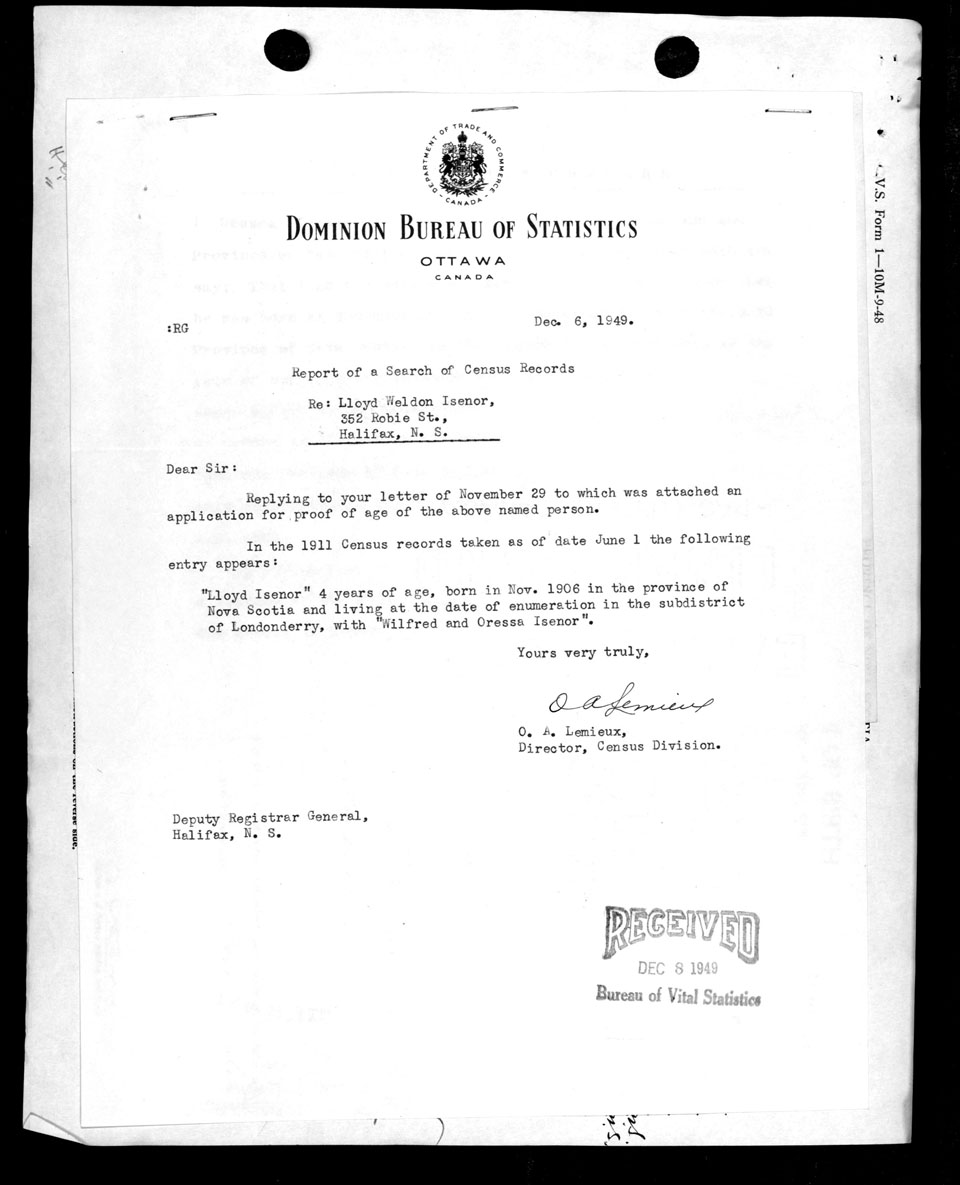 DEPARTMENT OF TRADE AND COMMERCE
- CANADA -
DOMINION BUREAU OF STATISTICS
OTTAWA
CANADA
V.S. Form 1—10M-9-48
:RG
Dec. 6, 1949.
Report of a Search of Census Records
Re: Lloyd Weldon Isenor,
352 Robie St.,
Halifax, N. S.
Dear Sir:
Replying to your letter of November 29 to which was attached an
application for proof of age of the above named person.
In the 1911 Census records taken as of date June 1 the following
entry appears:
"Lloyd Isenor" 4 years of age, born in Nov. 1906 in the province of
Nova Scotia and living at the date of enumeration in the subdistrict
of Londonderry, with "Wilfred and Oressa Isenor".
Yours very truly,
O A Lemieux
O. A. Lemieux,
Director, Census Division.
Deputy Registrar General,
Halifax, N. S.
RECEIVED
DEC 8 1949
Bureau of Vital Statistics